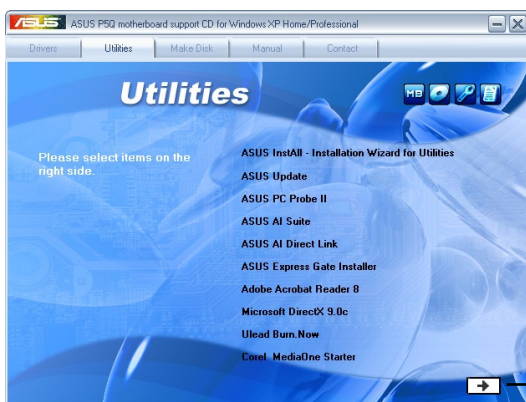 ASUS
ASUS P5Q motherboard support CD for Windows XP Home/Professional
Drivers Utilities Make Disk Manual Contact
Utilities
MB
Please select items on the
right side.
ASUS InstAll - Installation Wizard for Utilities
ASUS Update
ASUS PC Probe II
ASUS AI Suite
ASUS AI Direct Link
ASUS Express Gate Installer
Adobe Acrobat Reader 8
Microsoft DirectX 9.0c
Ulead Burn.Now
Corel MediaOne Starter